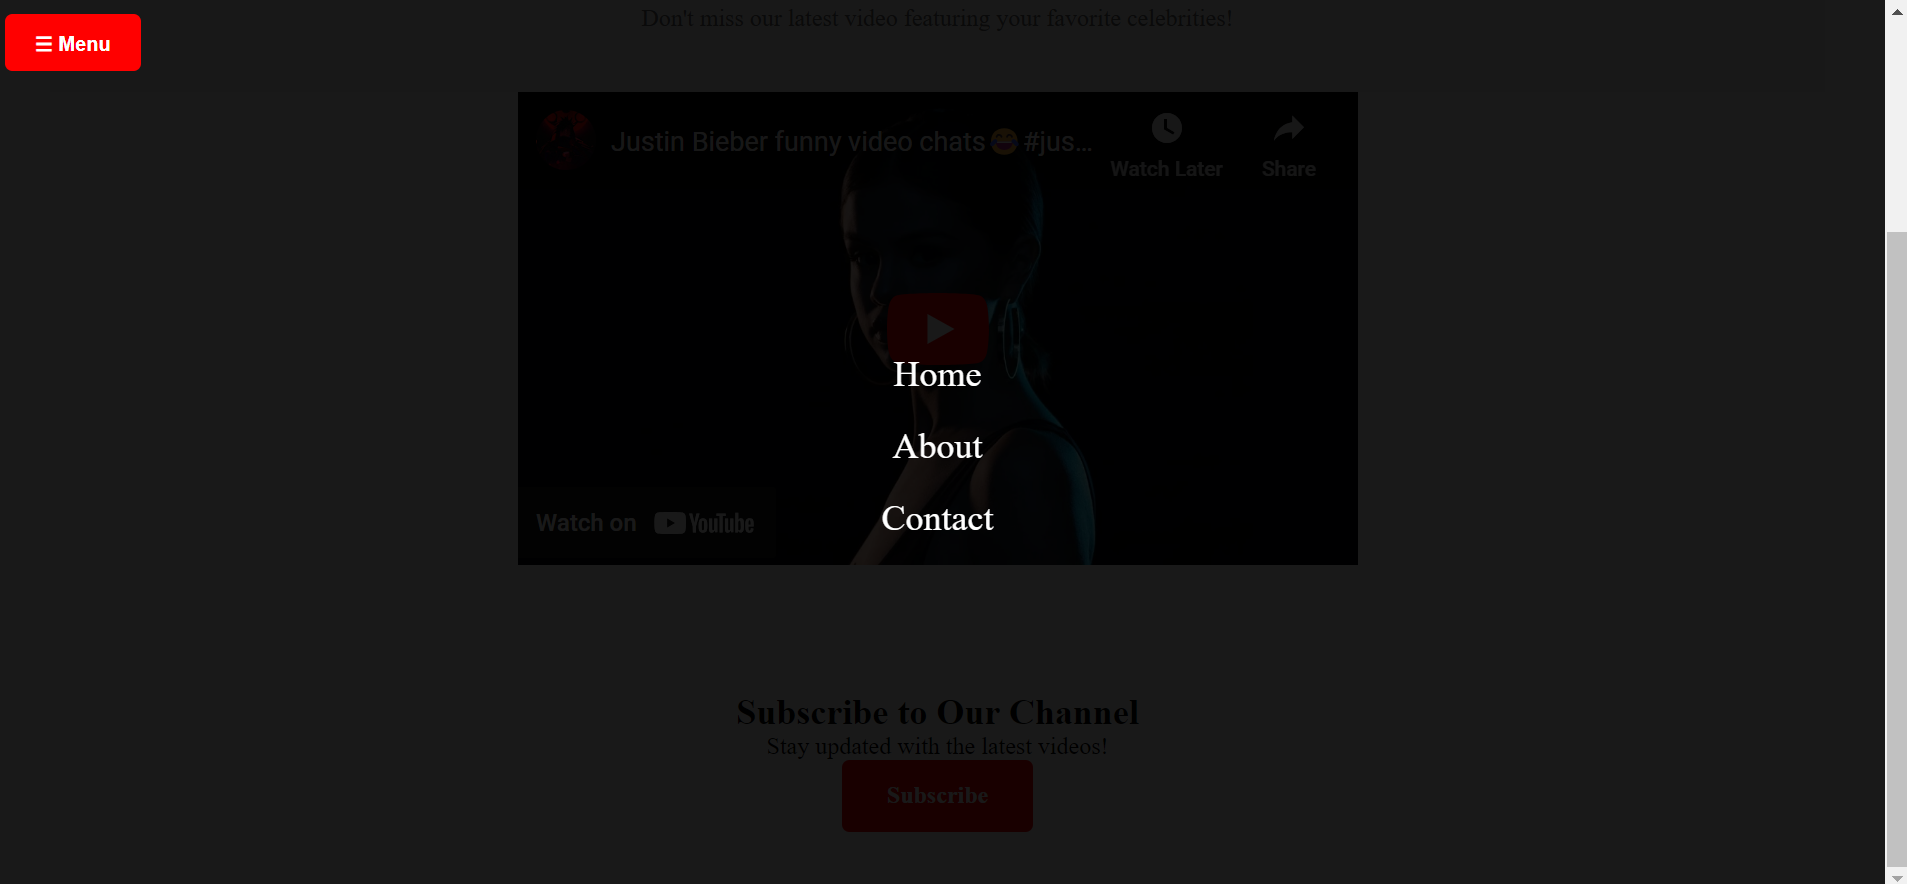 Don't miss our latest video featuring your favorite celebrities!
☰ Menu
Justin Bieber funny video chats😂#jus...
Watch Later
Share
Home
About
Contact
Watch on YouTube
Subscribe to Our Channel
Stay updated with the latest videos!
Subscribe